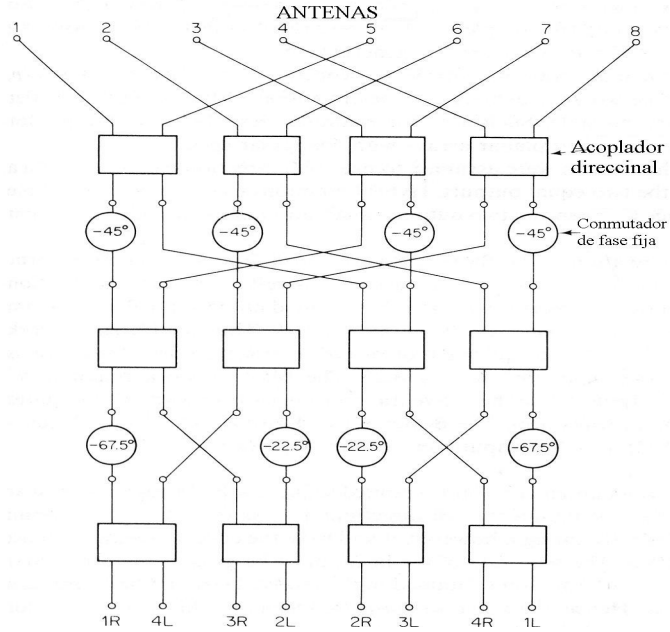 ANTENAS
1 2 3 4 5 6 7 8
Acoplador
direccinal
-45° -45° -45° -45°
Conmutador
de fase fija
-67.5° -22.5° -22.5° -67.5°
1R 4L 3R 2L 2R 3L 4R 1L